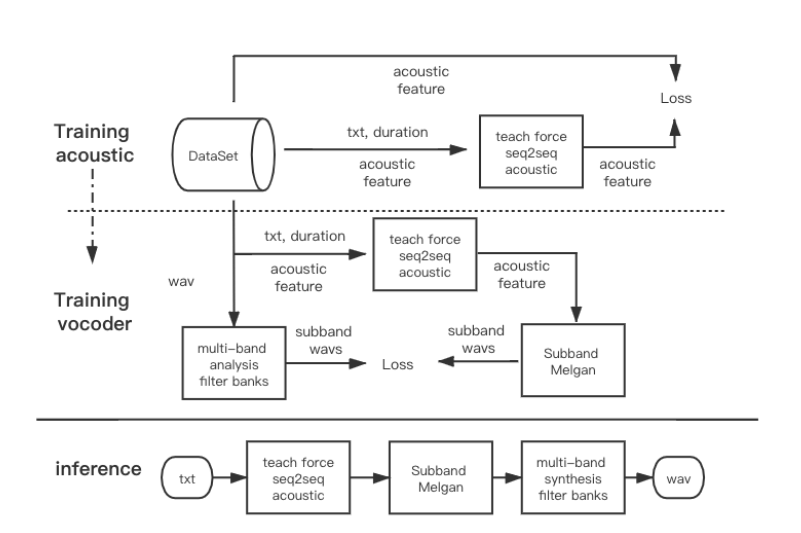 acoustic
feature
Loss
Training
acoustic
DataSet
txt, duration
acoustic
feature
teach force
seq2seq
acoustic
acoustic
feature
txt, duration
acoustic
feature
teach force
seq2seq
acoustic
acoustic
feature
wav
Training
vocoder
multi-band
analysis
filter banks
subband
wavs
Loss
subband
wavs
Subband
Melgan
inference
txt
teach force
seq2seq
acoustic
Subband
Melgan
multi-band
synthesis
filter banks
wav